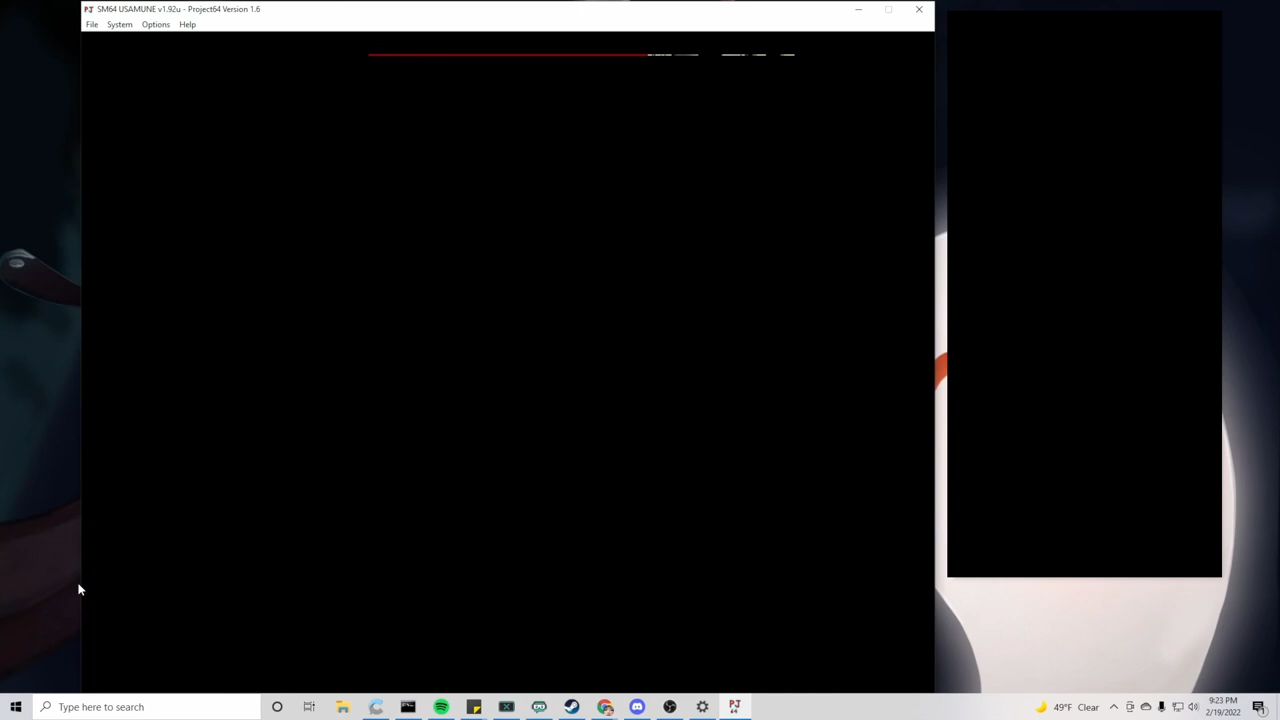 SM64 USAMUNE v1.92u - Project64 Version 1.6
File System Options Help
Type here to search
49°F Clear
9:23 PM
2/19/2022